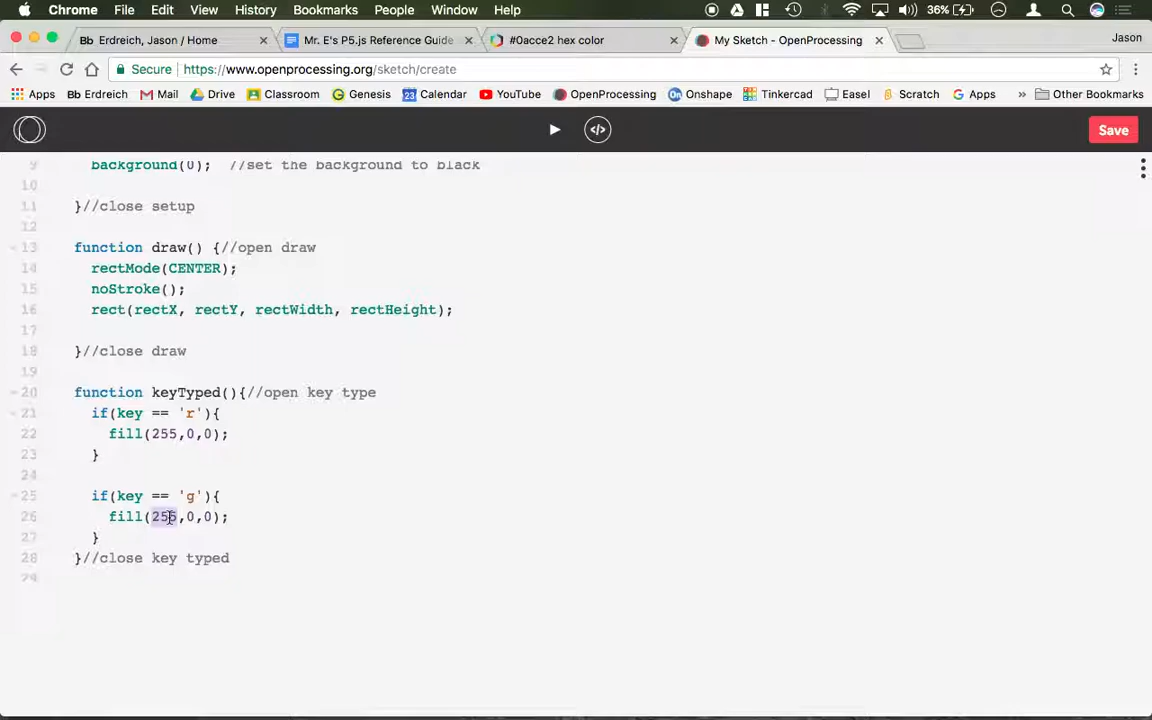 Chrome File Edit View History Bookmarks People Window Help 36%
Bb Erdreich, Jason / Home Mr. E's P5.js Reference Guide #0acce2 hex color My Sketch - OpenProcessing Jason
Secure https://www.openprocessing.org/sketch/create
Apps Bb Erdreich Mail Drive Classroom Genesis 23 Calendar YouTube OpenProcessing Onshape Tinkercad Easel Scratch Apps » Other Bookmarks
</> Save
9 background(0); //set the background to black
10
11 }//close setup
12
13 function draw() {//open draw
14 rectMode(CENTER);
15 noStroke();
16 rect(rectX, rectY, rectWidth, rectHeight);
17
18 }//close draw
19
20 function keyTyped(){//open key type
21 if(key == 'r'){
22 fill(255,0,0);
23 }
24
25 if(key == 'g'){
26 fill(255,0,0);
27 }
28 }//close key typed
29